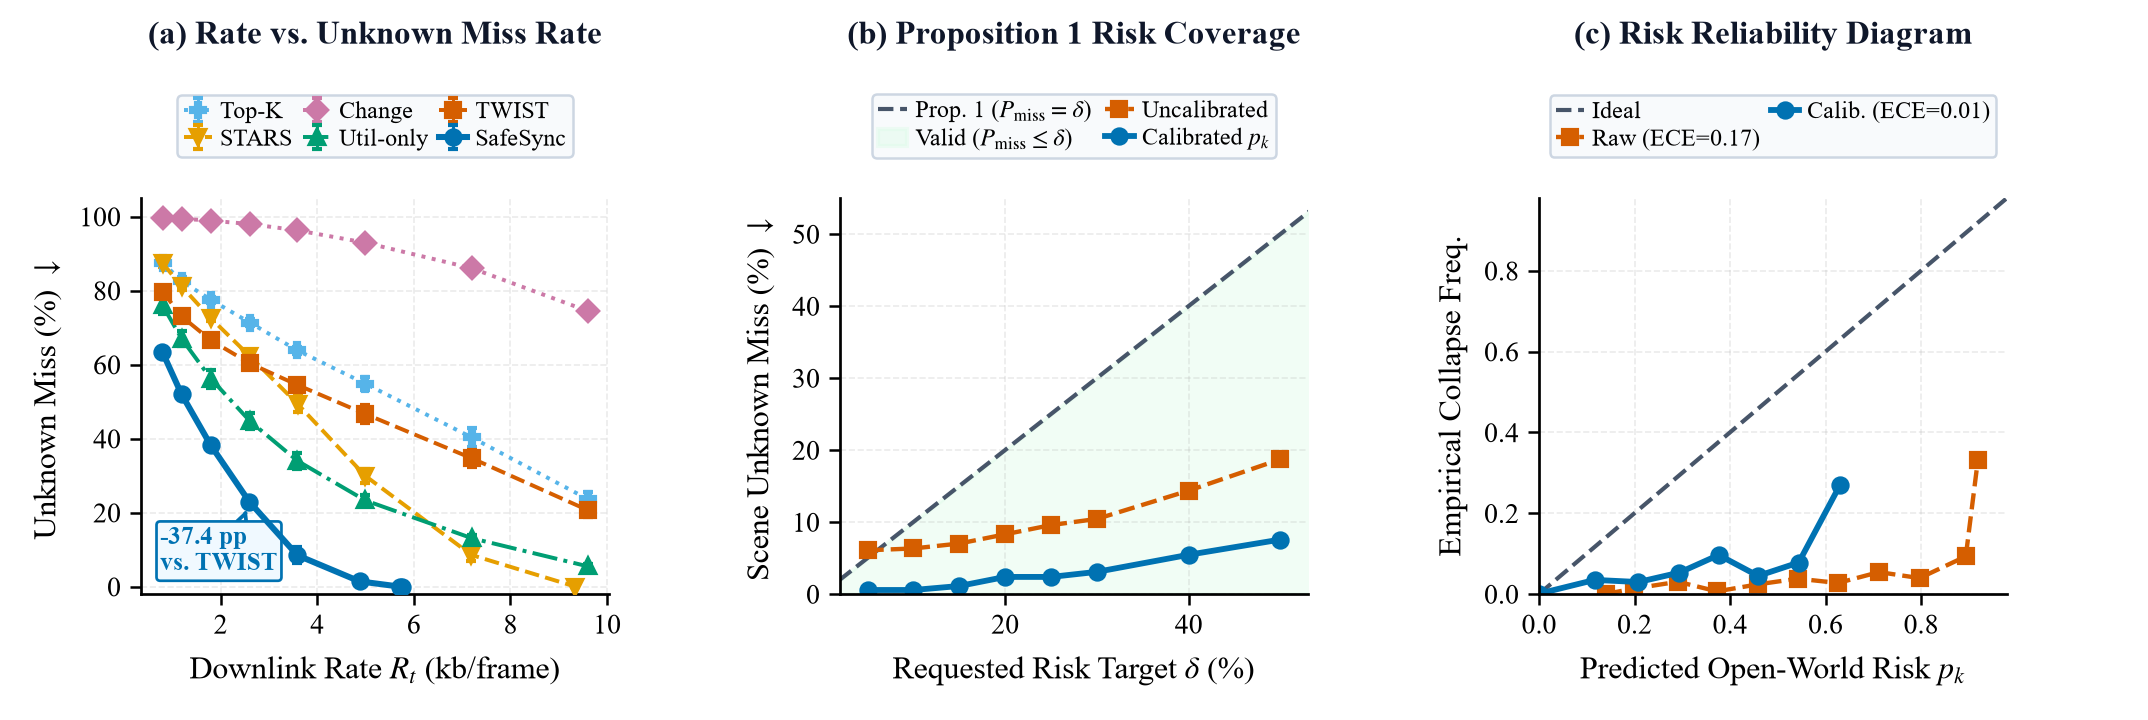 (a) Rate vs. Unknown Miss Rate
Top-K
Change
TWIST
STARS
Util-only
SafeSync
100
80
60
40
20
0
2
4
6
8
10
Unknown Miss (%) ↓
-37.4 pp
vs. TWIST
Downlink Rate R_t (kb/frame)
(b) Proposition 1 Risk Coverage
Prop. 1 (P_miss = δ)
Uncalibrated
Valid (P_miss ≤ δ)
Calibrated p_k
50
40
30
20
10
0
20
40
Scene Unknown Miss (%) ↓
Requested Risk Target δ (%)
(c) Risk Reliability Diagram
Ideal
Calib. (ECE=0.01)
Raw (ECE=0.17)
0.8
0.6
0.4
0.2
0.0
0.0
0.2
0.4
0.6
0.8
Empirical Collapse Freq.
Predicted Open-World Risk p_k